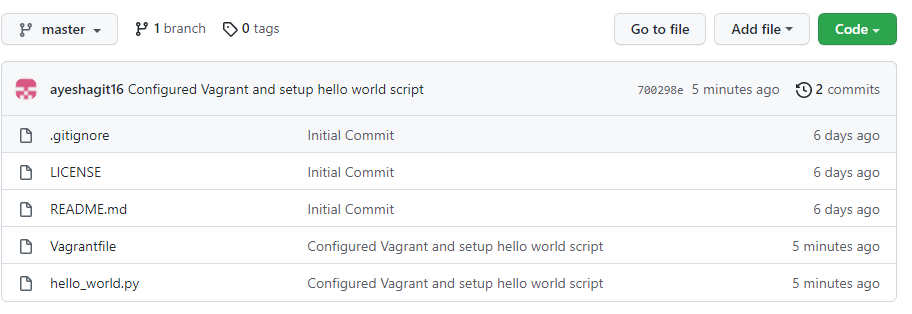 master 1 branch 0 tags Go to file Add file Code
ayeshagit16 Configured Vagrant and setup hello world script 700298e 5 minutes ago 2 commits
.gitignore Initial Commit 6 days ago
LICENSE Initial Commit 6 days ago
README.md Initial Commit 6 days ago
Vagrantfile Configured Vagrant and setup hello world script 5 minutes ago
hello_world.py Configured Vagrant and setup hello world script 5 minutes ago